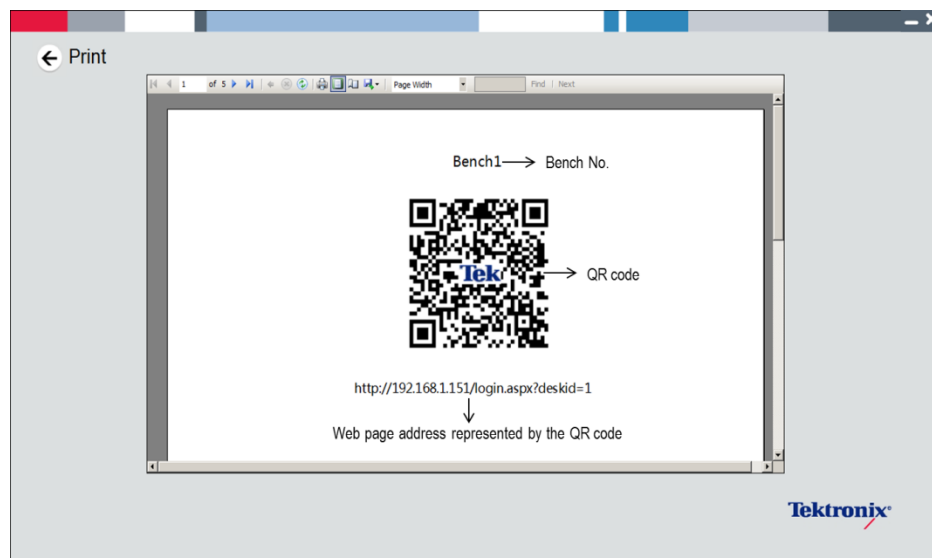 Print
1 of 5 Page Width Find | Next
Bench1 Bench No.
Tek
QR code
http://192.168.1.151/login.aspx?deskid=1
Web page address represented by the QR code
Tektronix®